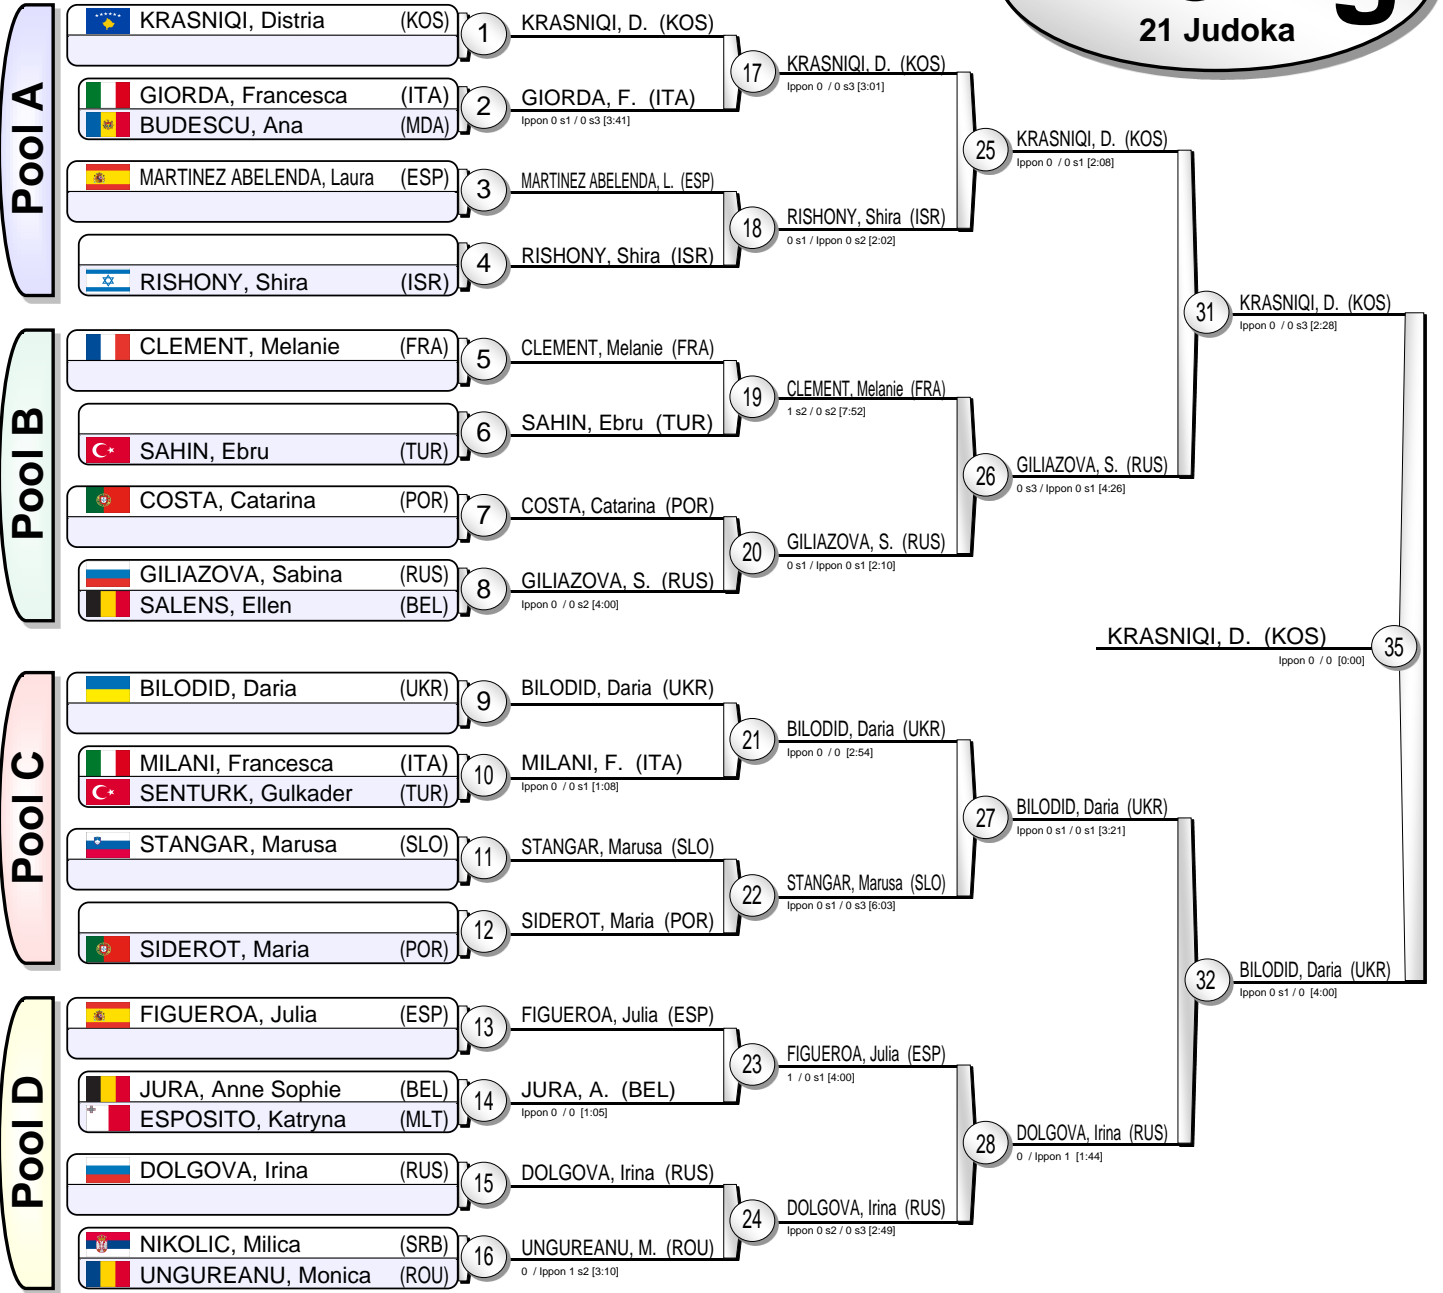 21 Judoka
Pool A
KRASNIQI, Distria (KOS)
1
KRASNIQI, D. (KOS)
GIORDA, Francesca (ITA)
BUDESCU, Ana (MDA)
2
GIORDA, F. (ITA)
Ippon 0 s1 / 0 s3 [3:41]
17
KRASNIQI, D. (KOS)
Ippon 0 / 0 s3 [3:01]
MARTINEZ ABELENDA, Laura (ESP)
3
MARTINEZ ABELENDA, L. (ESP)
RISHONY, Shira (ISR)
4
RISHONY, Shira (ISR)
18
RISHONY, Shira (ISR)
0 s1 / Ippon 0 s2 [2:02]
25
KRASNIQI, D. (KOS)
Ippon 0 / 0 s1 [2:08]
Pool B
CLEMENT, Melanie (FRA)
5
CLEMENT, Melanie (FRA)
SAHIN, Ebru (TUR)
6
SAHIN, Ebru (TUR)
19
CLEMENT, Melanie (FRA)
1 s2 / 0 s2 [7:52]
COSTA, Catarina (POR)
7
COSTA, Catarina (POR)
GILIAZOVA, Sabina (RUS)
SALENS, Ellen (BEL)
8
GILIAZOVA, S. (RUS)
Ippon 0 / 0 s2 [4:00]
20
GILIAZOVA, S. (RUS)
0 s1 / Ippon 0 s1 [2:10]
26
GILIAZOVA, S. (RUS)
0 s3 / Ippon 0 s1 [4:26]
31
KRASNIQI, D. (KOS)
Ippon 0 / 0 s3 [2:28]
KRASNIQI, D. (KOS)
Ippon 0 / 0 [0:00]
35
Pool C
BILODID, Daria (UKR)
9
BILODID, Daria (UKR)
MILANI, Francesca (ITA)
SENTURK, Gulkader (TUR)
10
MILANI, F. (ITA)
Ippon 0 / 0 s1 [1:08]
21
BILODID, Daria (UKR)
Ippon 0 / 0 [2:54]
STANGAR, Marusa (SLO)
11
STANGAR, Marusa (SLO)
SIDEROT, Maria (POR)
12
SIDEROT, Maria (POR)
22
STANGAR, Marusa (SLO)
Ippon 0 s1 / 0 s3 [6:03]
27
BILODID, Daria (UKR)
Ippon 0 s1 / 0 s1 [3:21]
Pool D
FIGUEROA, Julia (ESP)
13
FIGUEROA, Julia (ESP)
JURA, Anne Sophie (BEL)
ESPOSITO, Katryna (MLT)
14
JURA, A. (BEL)
Ippon 0 / 0 [1:05]
23
FIGUEROA, Julia (ESP)
1 / 0 s1 [4:00]
DOLGOVA, Irina (RUS)
15
DOLGOVA, Irina (RUS)
NIKOLIC, Milica (SRB)
UNGUREANU, Monica (ROU)
16
UNGUREANU, M. (ROU)
0 / Ippon 1 s2 [3:10]
24
DOLGOVA, Irina (RUS)
Ippon 0 s2 / 0 s3 [2:49]
28
DOLGOVA, Irina (RUS)
0 / Ippon 1 [1:44]
32
BILODID, Daria (UKR)
Ippon 0 s1 / 0 [4:00]